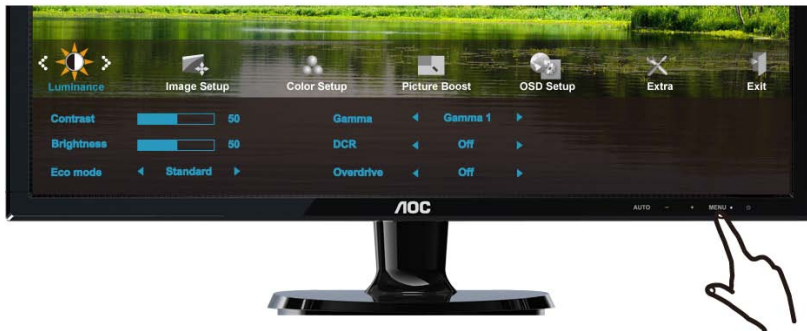 Luminance Image Setup Color Setup Picture Boost OSD Setup Extra Exit
Contrast 50 Gamma Gamma 1
Brightness 50 DCR Off
Eco mode Standard Overdrive Off
AOC
AUTO - + MENU